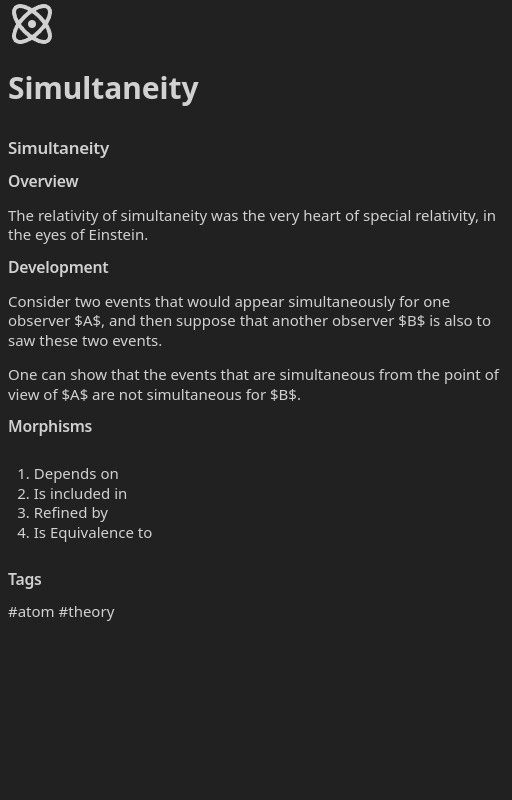 Simultaneity
Simultaneity
Overview
The relativity of simultaneity was the very heart of special relativity, in
the eyes of Einstein.
Development
Consider two events that would appear simultaneously for one
observer $A$, and then suppose that another observer $B$ is also to
saw these two events.
One can show that the events that are simultaneous from the point of
view of $A$ are not simultaneous for $B$.
Morphisms
1. Depends on
2. Is included in
3. Refined by
4. Is Equivalence to
Tags
#atom #theory